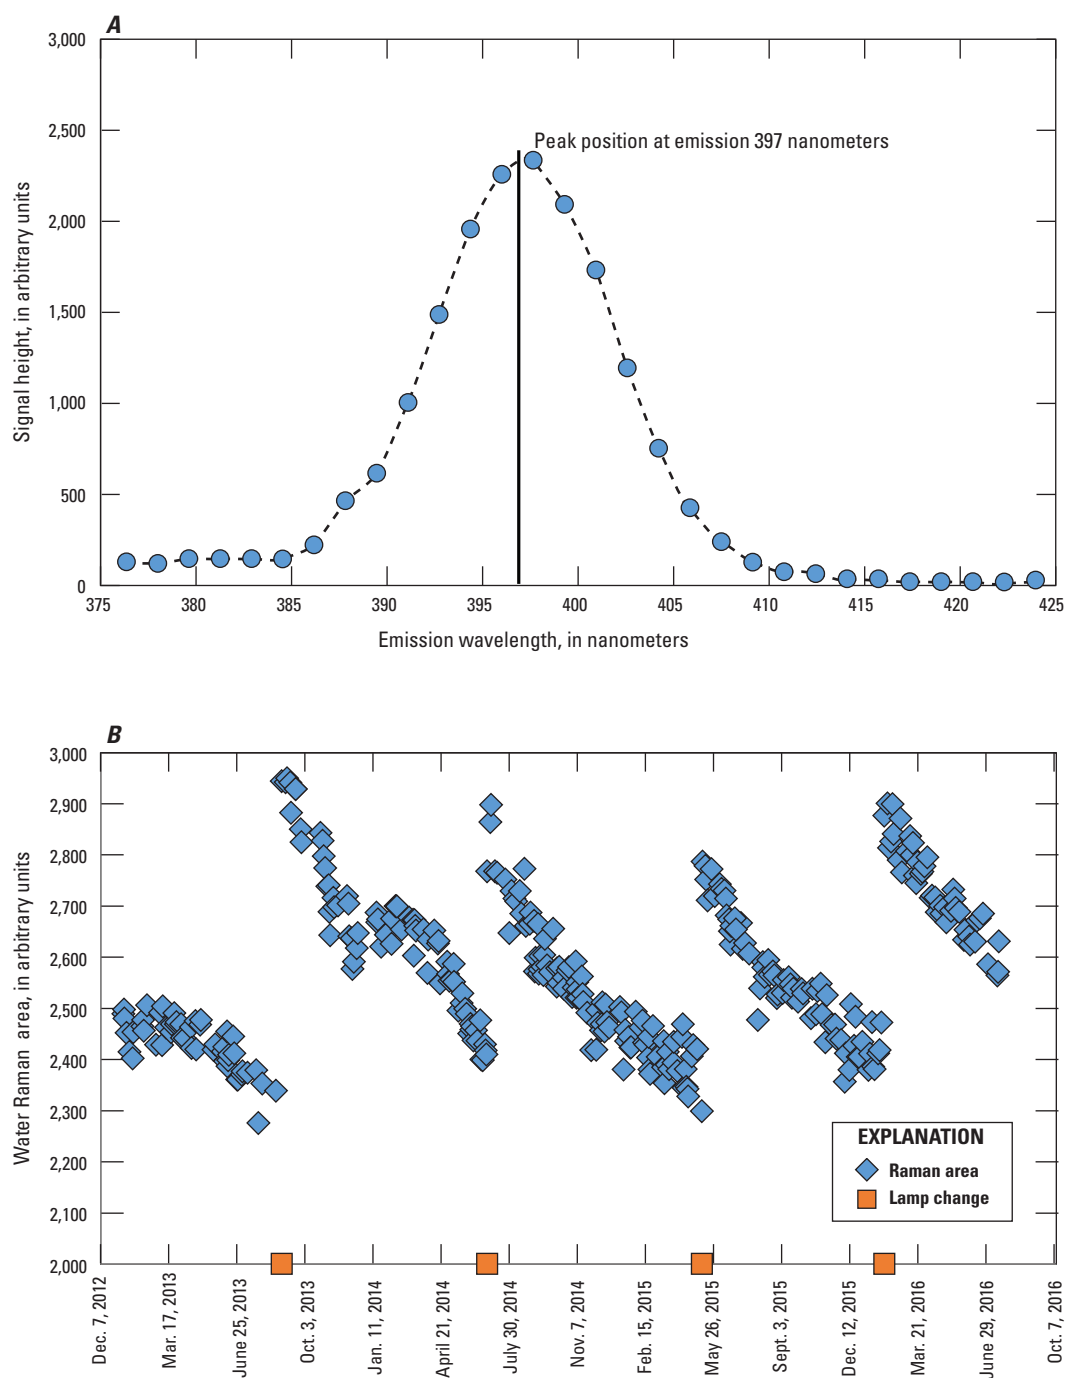 A
3,000
2,500
2,000
1,500
1,000
500
0
Signal height, in arbitrary units
Peak position at emission 397 nanometers
375 380 385 390 395 400 405 410 415 420 425
Emission wavelength, in nanometers
B
3,000
2,900
2,800
2,700
2,600
2,500
2,400
2,300
2,200
2,100
2,000
Water Raman area, in arbitrary units
EXPLANATION
Raman area
Lamp change
Dec. 7, 2012
Mar. 17, 2013
June 25, 2013
Oct. 3, 2013
Jan. 11, 2014
April 21, 2014
July 30, 2014
Nov. 7, 2014
Feb. 15, 2015
May 26, 2015
Sept. 3, 2015
Dec. 12, 2015
Mar. 21, 2016
June 29, 2016
Oct. 7, 2016